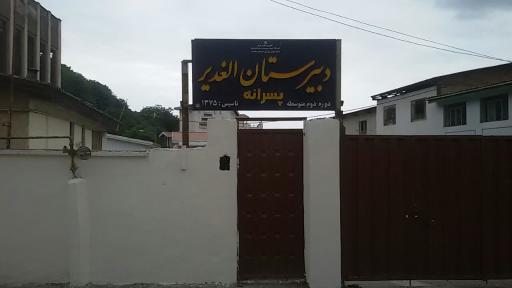 دبیرستان الغدیر
پسرانه
دوره دوم متوسطه
تاسیس : ۱۳۷۵